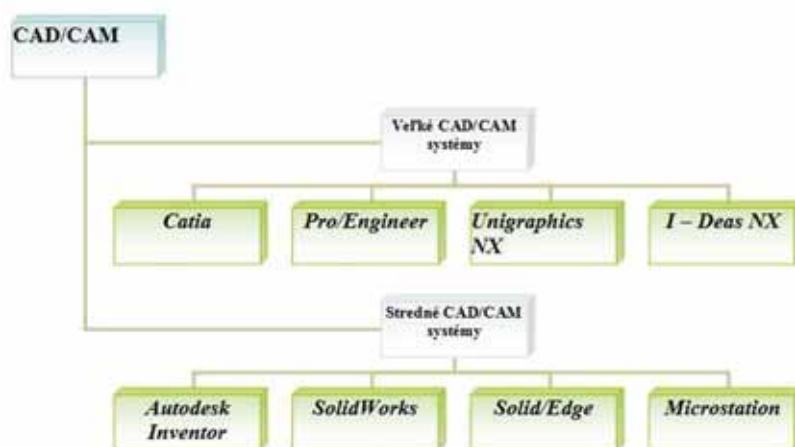 CAD/CAM
Veľké CAD/CAM
systémy
Catia
Pro/Engineer
Unigraphics
NX
I – Deas NX
Stredné CAD/CAM
systémy
Autodesk
Inventor
SolidWorks
Solid/Edge
Microstation